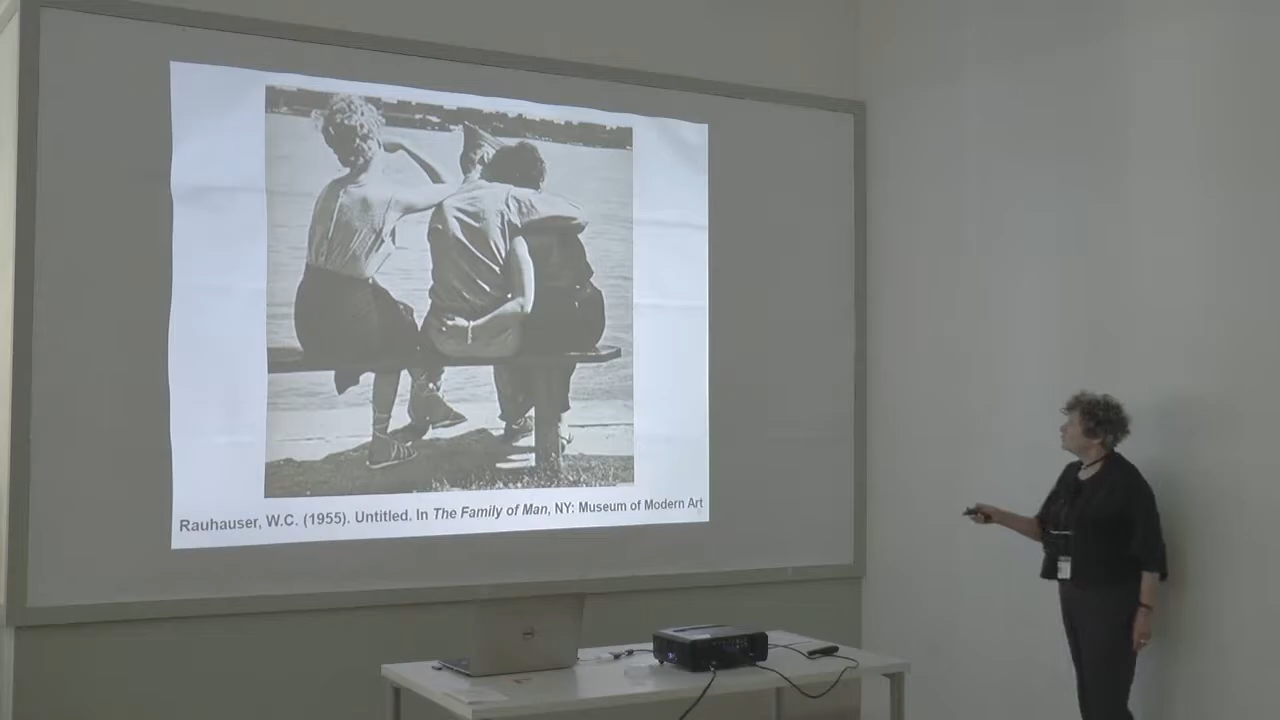 Rauhauser, W.C. (1955). Untitled. In The Family of Man, NY: Museum of Modern Art